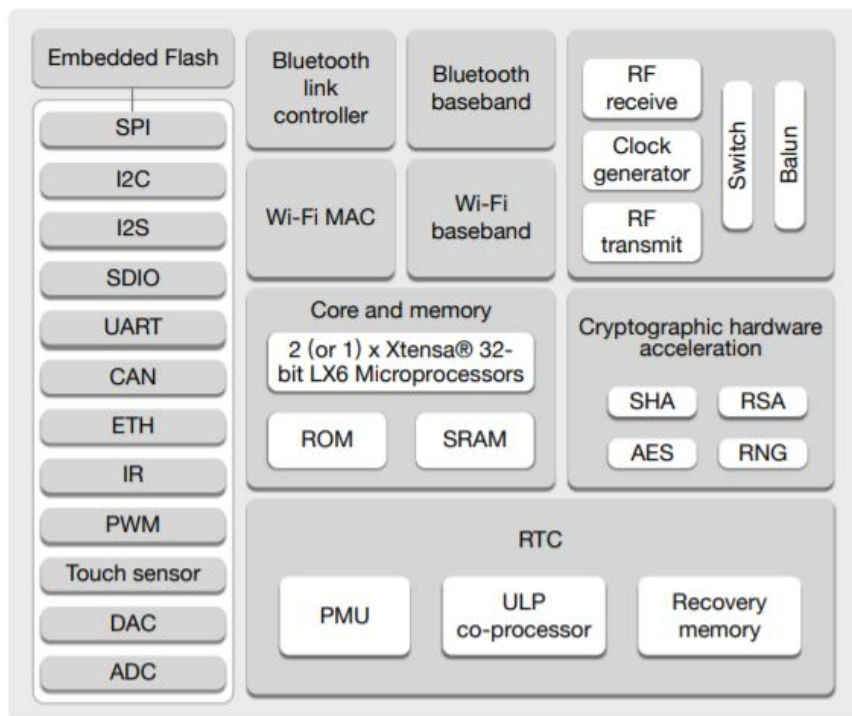 Embedded Flash
SPI
I2C
I2S
SDIO
UART
CAN
ETH
IR
PWM
Touch sensor
DAC
ADC
Bluetooth
link
controller
Bluetooth
baseband
Wi-Fi MAC
Wi-Fi
baseband
RF
receive
Clock
generator
RF
transmit
Switch
Balun
Core and memory
2 (or 1) x Xtensa® 32-
bit LX6 Microprocessors
ROM
SRAM
Cryptographic hardware
acceleration
SHA
RSA
AES
RNG
RTC
PMU
ULP
co-processor
Recovery
memory